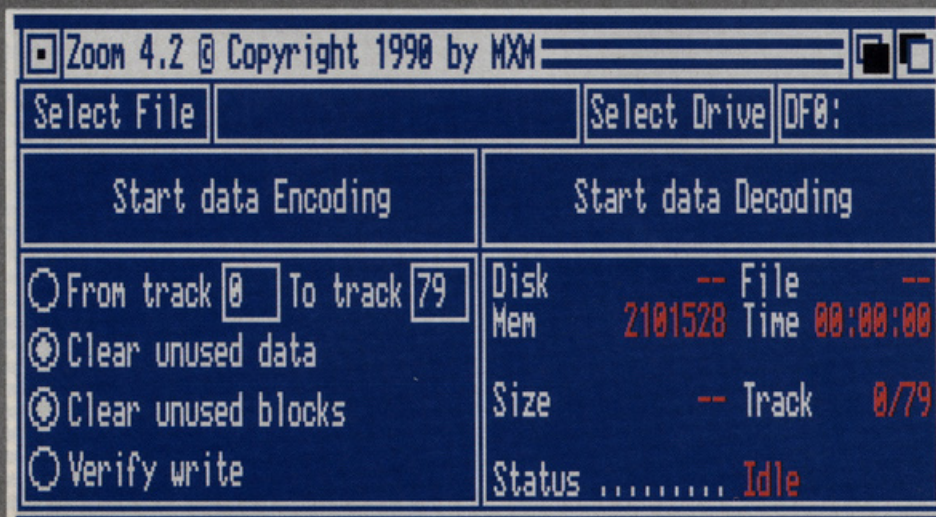 Zoom 4.2 © Copyright 1990 by MXM
Select File Select Drive DF0:
Start data Encoding Start data Decoding
From track 0 To track 79
Clear unused data
Clear unused blocks
Verify write
Disk -- File --
Mem 2101528 Time 00:00:00
Size -- Track 0/79
Status ......... Idle